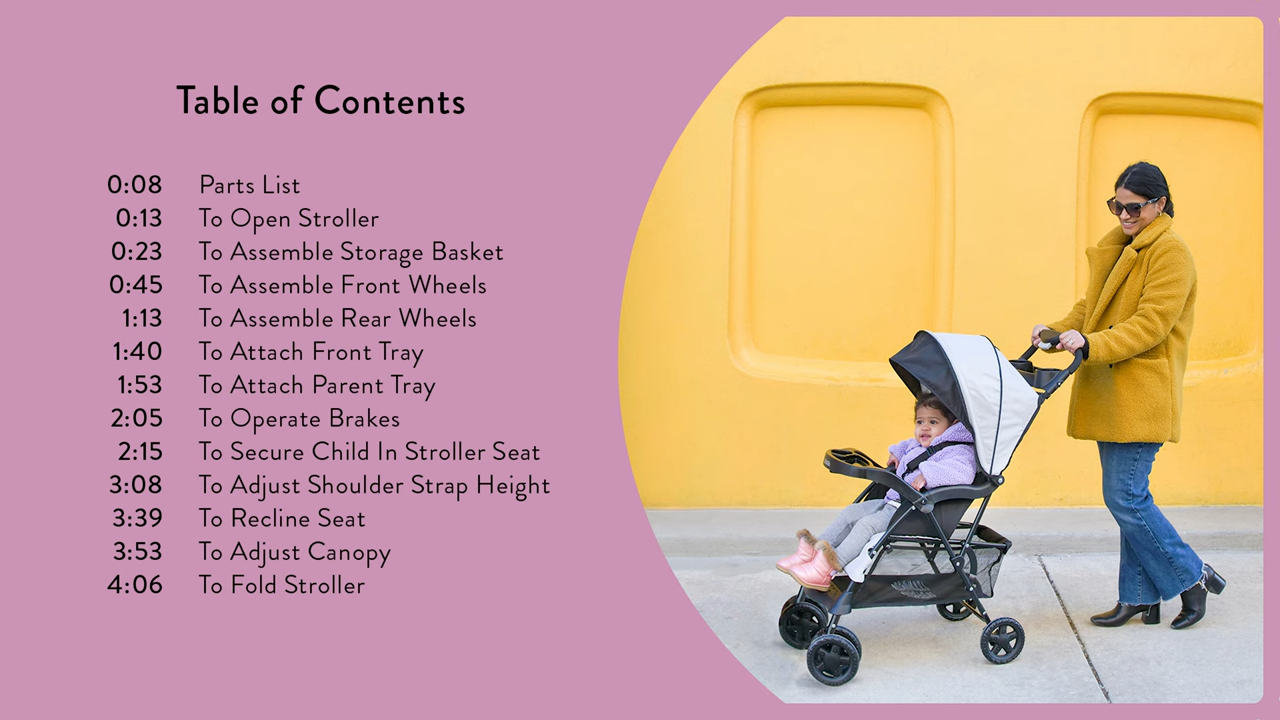 Table of Contents
0:08 Parts List
0:13 To Open Stroller
0:23 To Assemble Storage Basket
0:45 To Assemble Front Wheels
1:13 To Assemble Rear Wheels
1:40 To Attach Front Tray
1:53 To Attach Parent Tray
2:05 To Operate Brakes
2:15 To Secure Child In Stroller Seat
3:08 To Adjust Shoulder Strap Height
3:39 To Recline Seat
3:53 To Adjust Canopy
4:06 To Fold Stroller